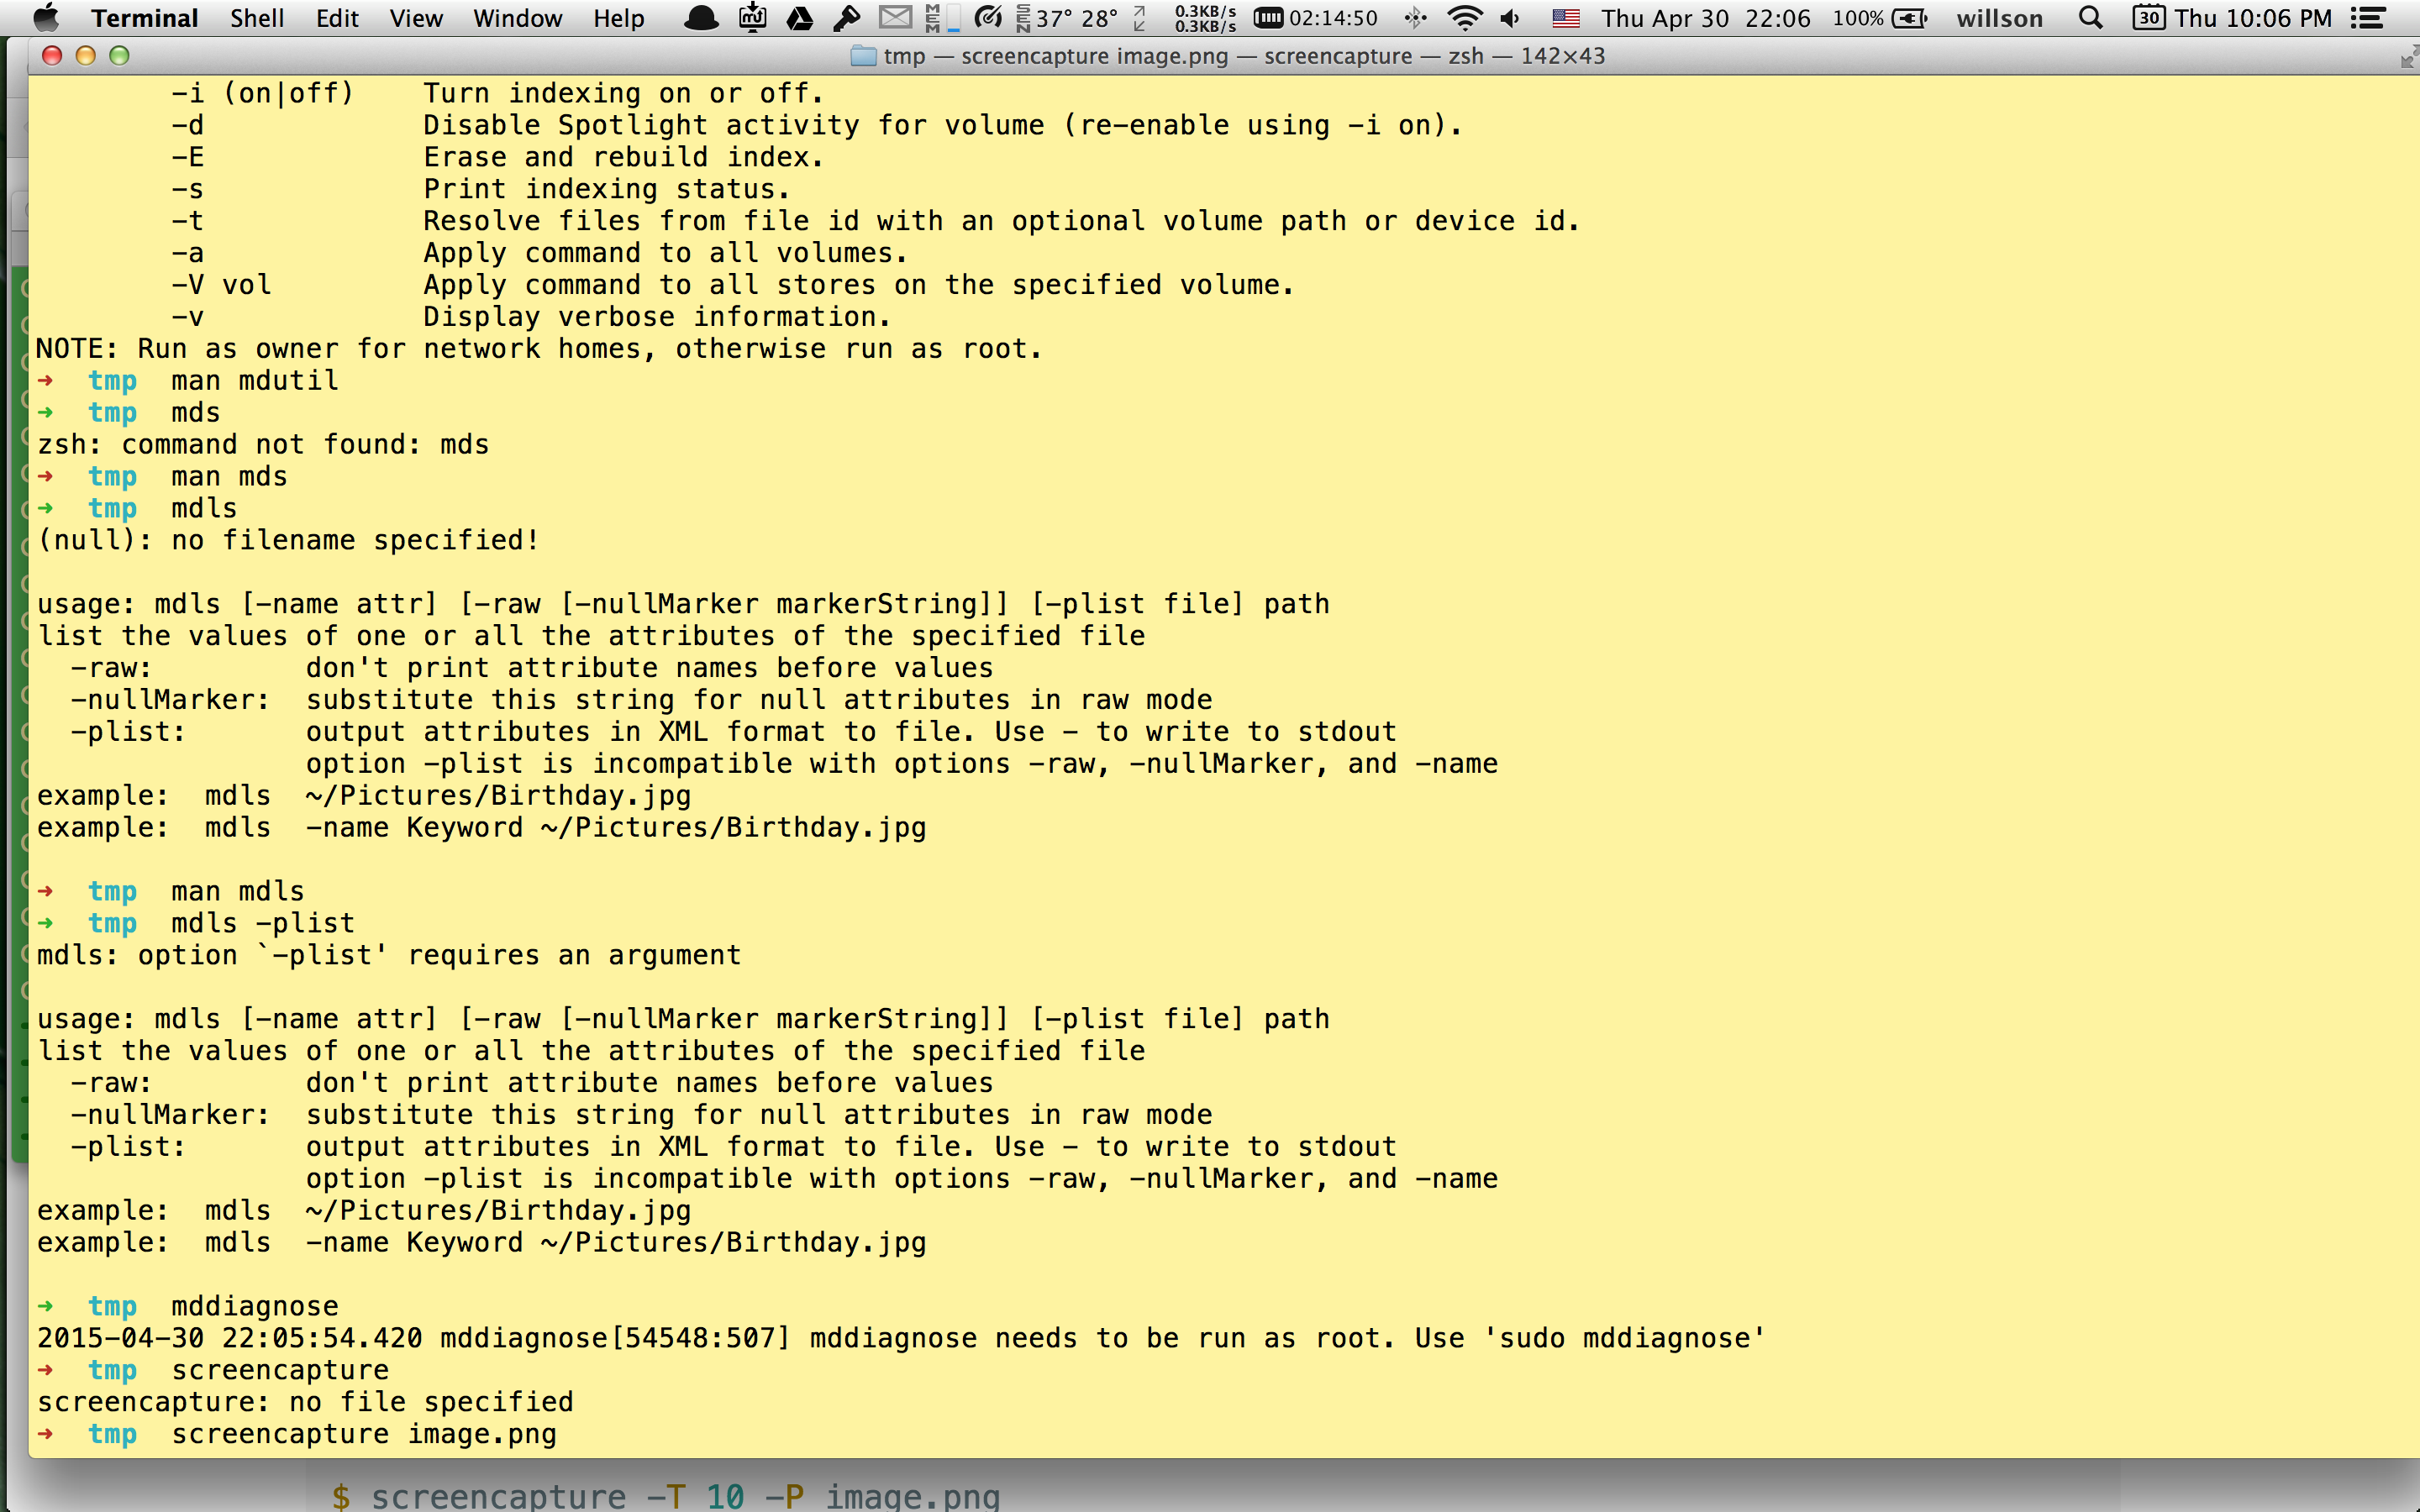 Terminal Shell Edit View Window Help MEM SEN 37° 28° 0.3KB/s 0.3KB/s 02:14:50 Thu Apr 30 22:06 100% willson 30 Thu 10:06 PM
tmp — screencapture image.png — screencapture — zsh — 142×43
-i (on|off)    Turn indexing on or off.
-d             Disable Spotlight activity for volume (re-enable using -i on).
-E             Erase and rebuild index.
-s             Print indexing status.
-t             Resolve files from file id with an optional volume path or device id.
-a             Apply command to all volumes.
-V vol         Apply command to all stores on the specified volume.
-v             Display verbose information.
NOTE: Run as owner for network homes, otherwise run as root.
➜  tmp  man mdutil
➜  tmp  mds
zsh: command not found: mds
➜  tmp  man mds
➜  tmp  mdls
(null): no filename specified!
usage: mdls [-name attr] [-raw [-nullMarker markerString]] [-plist file] path
list the values of one or all the attributes of the specified file
-raw:         don't print attribute names before values
-nullMarker:  substitute this string for null attributes in raw mode
-plist:       output attributes in XML format to file. Use - to write to stdout
option -plist is incompatible with options -raw, -nullMarker, and -name
example:  mdls  ~/Pictures/Birthday.jpg
example:  mdls  -name Keyword ~/Pictures/Birthday.jpg
➜  tmp  man mdls
➜  tmp  mdls -plist
mdls: option `-plist' requires an argument
usage: mdls [-name attr] [-raw [-nullMarker markerString]] [-plist file] path
list the values of one or all the attributes of the specified file
-raw:         don't print attribute names before values
-nullMarker:  substitute this string for null attributes in raw mode
-plist:       output attributes in XML format to file. Use - to write to stdout
option -plist is incompatible with options -raw, -nullMarker, and -name
example:  mdls  ~/Pictures/Birthday.jpg
example:  mdls  -name Keyword ~/Pictures/Birthday.jpg
➜  tmp  mddiagnose
2015-04-30 22:05:54.420 mddiagnose[54548:507] mddiagnose needs to be run as root. Use 'sudo mddiagnose'
➜  tmp  screencapture
screencapture: no file specified
➜  tmp  screencapture image.png
$ screencapture -T 10 -P image.png